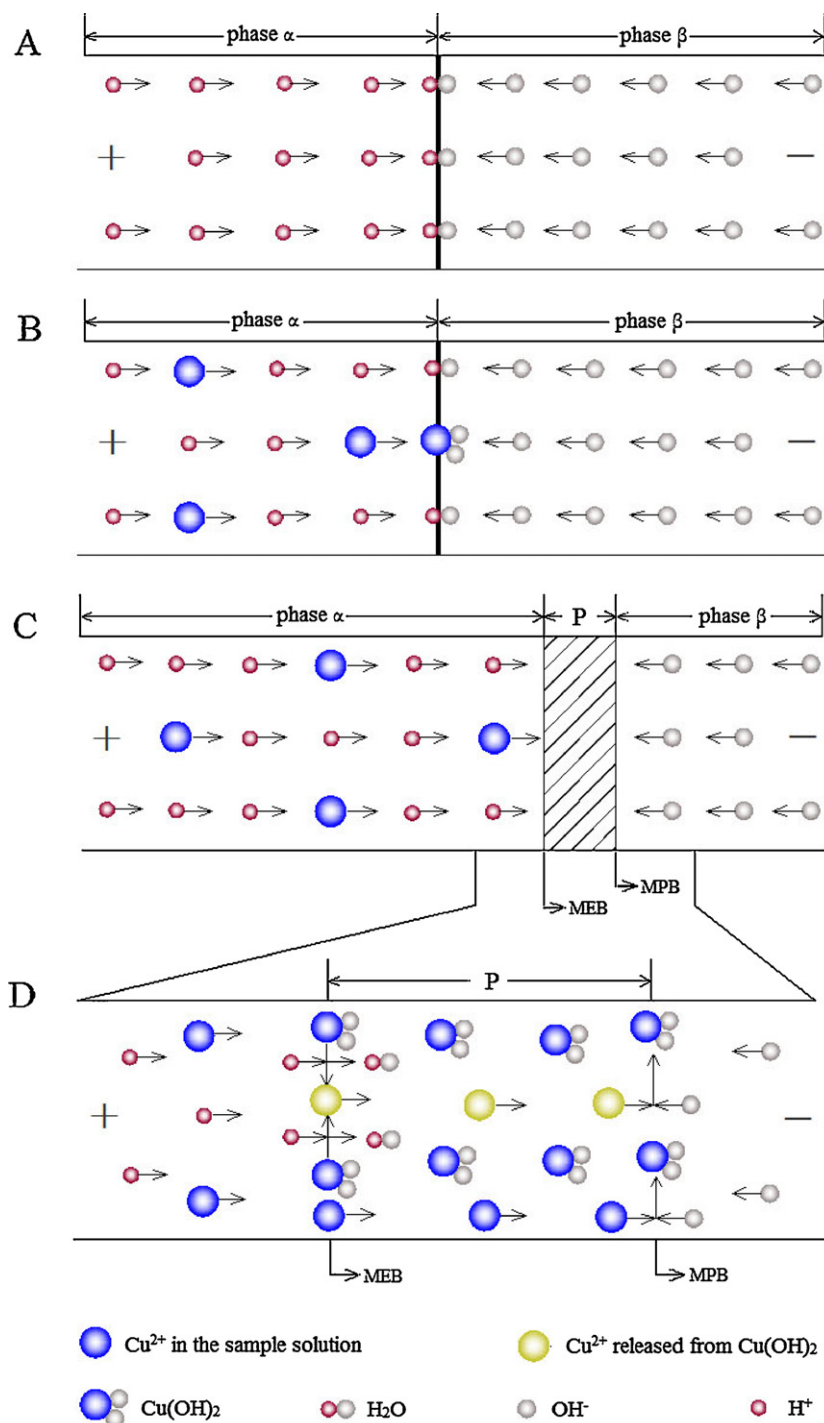 A
phase α
phase β
+
−
B
phase α
phase β
+
−
C
phase α
P
phase β
+
−
MEB
MPB
D
P
+
−
MEB
MPB
Cu²⁺ in the sample solution
Cu²⁺ released from Cu(OH)₂
Cu(OH)₂
H₂O
OH⁻
H⁺